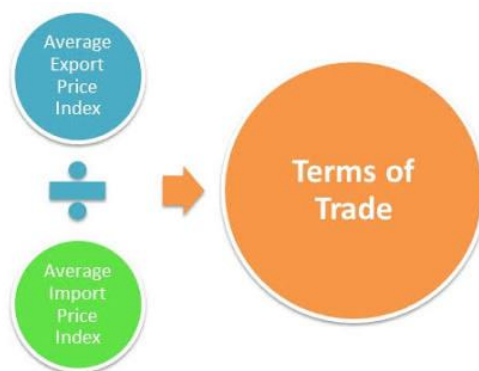 Average
Export
Price
Index
÷
Average
Import
Price
Index
Terms of
Trade